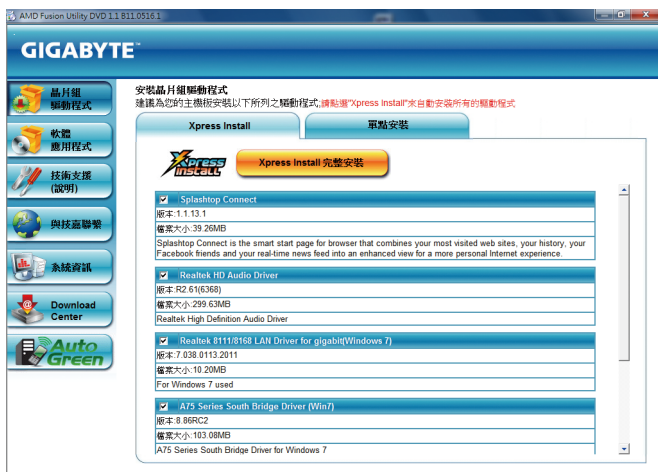 AMD Fusion Utility DVD 1.1 B11.0516.1
GIGABYTE™
晶片組
驅動程式
軟體
應用程式
技術支援
(說明)
與技嘉聯繫
系統資訊
Download
Center
Auto
Green
安裝晶片組驅動程式
建議為您的主機板安裝以下所列之驅動程式;請點選"Xpress Install"來自動安裝所有的驅動程式
Xpress Install
單點安裝
Xpress
INSTALL
Xpress Install 完整安裝
Splashtop Connect
版本:1.1.13.1
檔案大小:39.26MB
Splashtop Connect is the smart start page for browser that combines your most visited web sites, your history, your
Facebook friends and your real-time news feed into an enhanced view for a more personal Internet experience.
Realtek HD Audio Driver
版本:R2.61(6368)
檔案大小:299.63MB
Realtek High Definition Audio Driver
Realtek 8111/8168 LAN Driver for gigabit(Windows 7)
版本:7.038.0113.2011
檔案大小:10.20MB
For Windows 7 used
A75 Series South Bridge Driver (Win7)
版本:8.86RC2
檔案大小:103.08MB
A75 Series South Bridge Driver for Windows 7